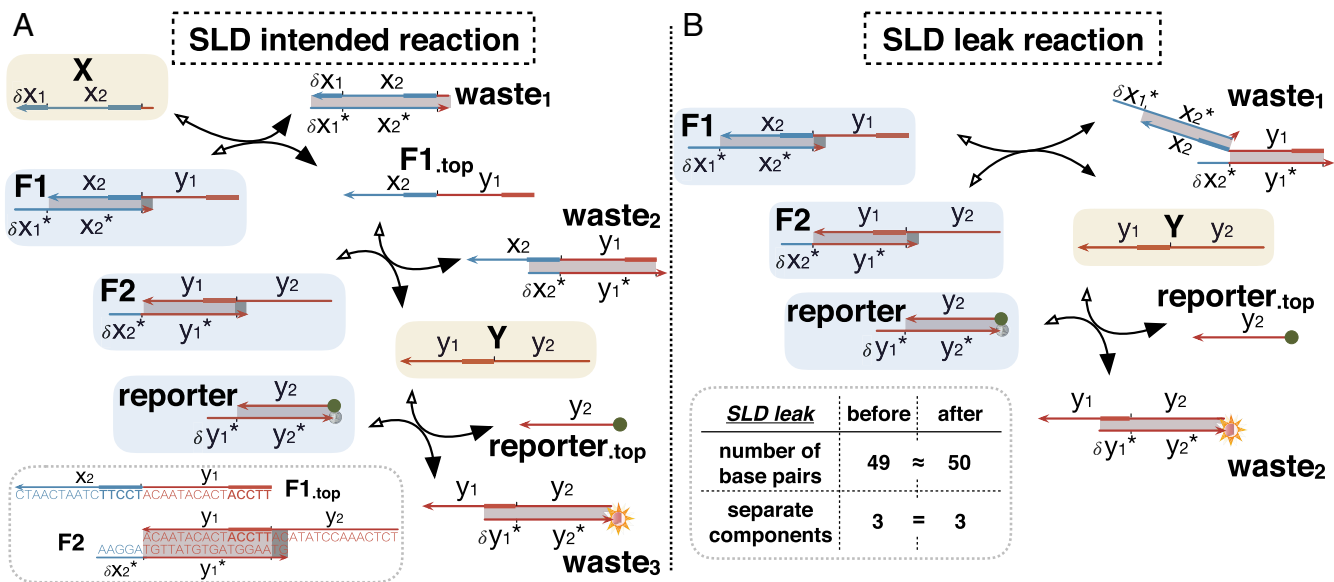 A
SLD intended reaction
X
δx1 x2
δx1 x2
δx1* x2*
waste1
F1
x2 y1
δx1* x2*
F1.top
x2 y1
waste2
x2 y1
δx2* y1*
F2
y1 y2
δx2* y1*
Y
y1 y2
reporter
y2
δy1* y2*
y2
reporter.top
y1 y2
δy1* y2*
waste3
x2 y1
CTAACTAATCTTCCTACAATACACTACCTT
F1.top
y1 y2
ACAATACACTACCTTACATATCCAAACTCT
F2
AAGGATGTTATGTGATGGAATG
δx2* y1*
B
SLD leak reaction
F1
x2 y1
δx1* x2*
waste1
δx1* x2*
x2 y1
δx2* y1*
F2
y1 y2
δx2* y1*
Y
y1 y2
reporter
y2
δy1* y2*
reporter.top
y2
y1 y2
δy1* y2*
waste2
SLD leak before after
number of base pairs 49 ≈ 50
separate components 3 = 3